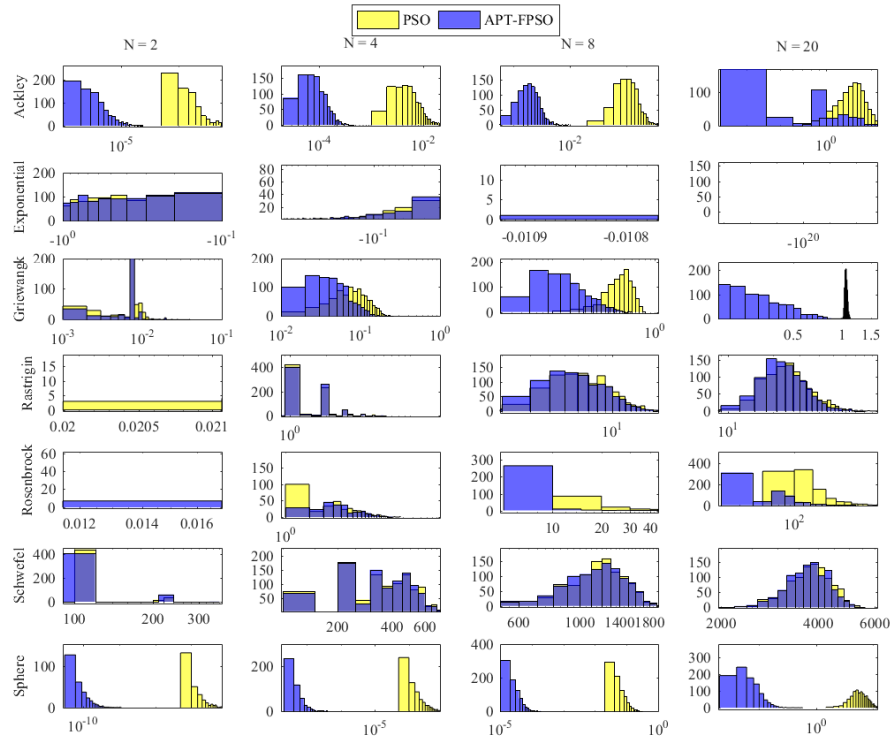 PSO APT-FPSO
N = 2 N = 4 N = 8 N = 20
Ackley
200 100 0
10^-5
150 100 50 0
10^-4 10^-2
150 100 50 0
10^-2
100 0
10^0
Exponential
200 100 0
-10^0 -10^-1
80 60 40 20
-10^-1
10 5 0
-0.0109 -0.0108
150 100 50 0
-10^20
Griewangk
200 100 0
10^-3 10^-2 10^-1
200 100 0
10^-2 10^-1 10^0
200 100 0
10^0
200 100 0
0.5 1 1.5
Rastrigin
15 10 5 0
0.02 0.0205 0.021
400 200 0
10^0
200 100 0
10^1
150 100 50 0
10^1
Rosenbrock
60 40 20 0
0.012 0.014 0.016
200 100 0
10^0
300 200 100 0
10 20 30 40
400 200 0
10^2
Schwefel
400 200 0
100 200 300
200 150 100 50
200 400 600
150 100 50 0
600 1000 1400 1800
150 100 50 0
2000 4000 6000
Sphere
100 0
10^-10
200 0
10^-5
400 200 0
10^-5 10^0
300 200 100 0
10^0